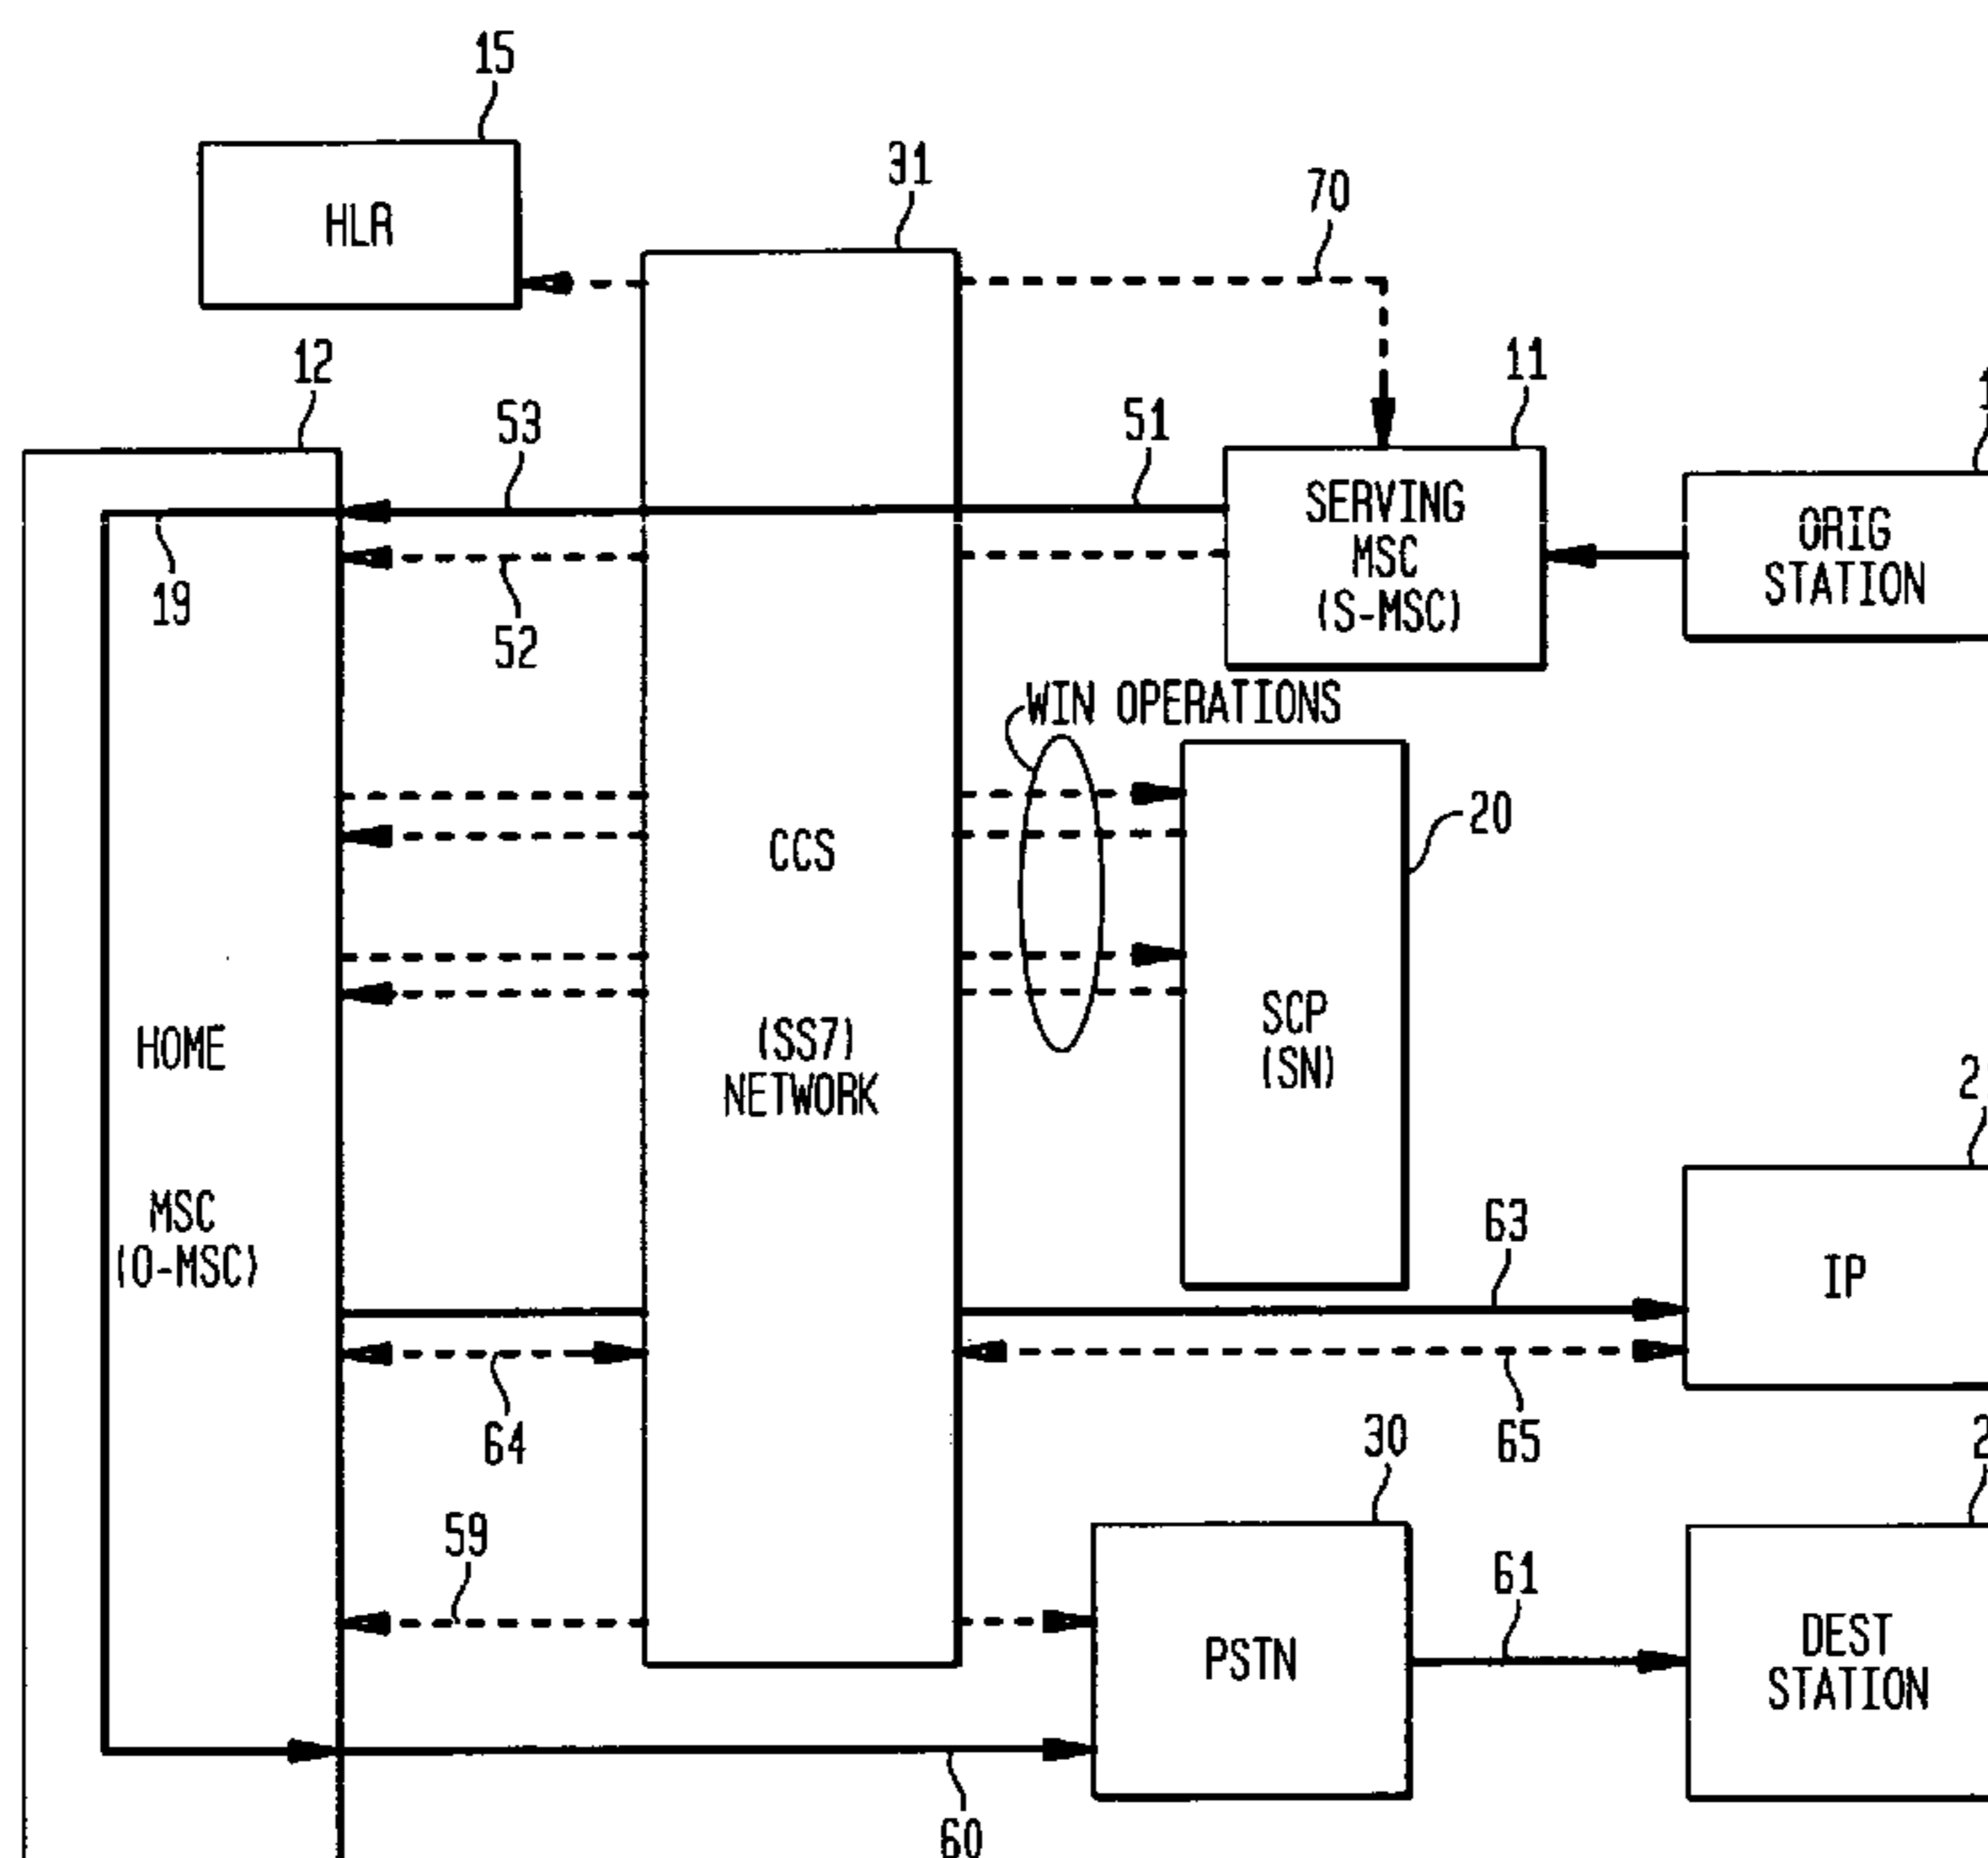 15
HLR
31
70
12
53
51
11
SERVING
MSC
(S-MSC)
ORIG
STATION
19
52
WIN OPERATIONS
20
CCS
(SS7)
NETWORK
SCP
(SN)
HOME
MSC
(O-MSC)
63
IP
64
65
30
59
61
PSTN
DEST
STATION
60